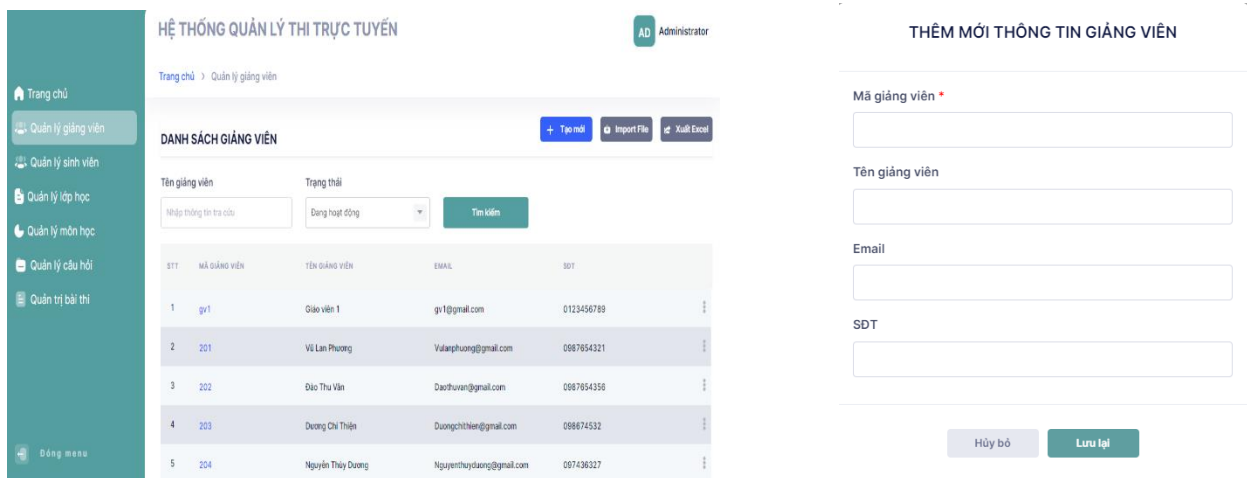 HỆ THỐNG QUẢN LÝ THI TRỰC TUYẾN
AD Administrator
Trang chủ > Quản lý giảng viên
Trang chủ
Quản lý giảng viên
Quản lý sinh viên
Quản lý lớp học
Quản lý môn học
Quản lý câu hỏi
Quản trị bài thi
Đóng menu
DANH SÁCH GIẢNG VIÊN
+ Tạo mới Import File Xuất Excel
Tên giảng viên Trạng thái
Nhập thông tin tra cứu Đang hoạt động Tìm kiếm
STT MÃ GIẢNG VIÊN TÊN GIẢNG VIÊN EMAIL SĐT
1 gv1 Giáo viên 1 gv1@gmail.com 0123456789
2 201 Vũ Lan Phương Vulanphuong@gmail.com 0987654321
3 202 Đào Thu Vân Daothuvan@gmail.com 0987654356
4 203 Dương Chí Thiện Duongchithien@gmail.com 098674532
5 204 Nguyễn Thùy Dương Nguyenthuyduong@gmail.com 097436327
THÊM MỚI THÔNG TIN GIẢNG VIÊN
Mã giảng viên *
Tên giảng viên
Email
SĐT
Hủy bỏ Lưu lại